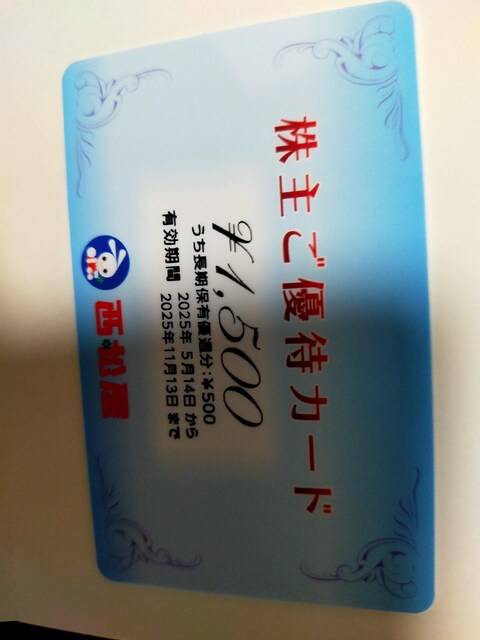 株主ご優待カード
¥1,500
うち長期保有優遇分:¥500
有効期間 2025年 5月14日 から
2025年11月13日 まで
西松屋